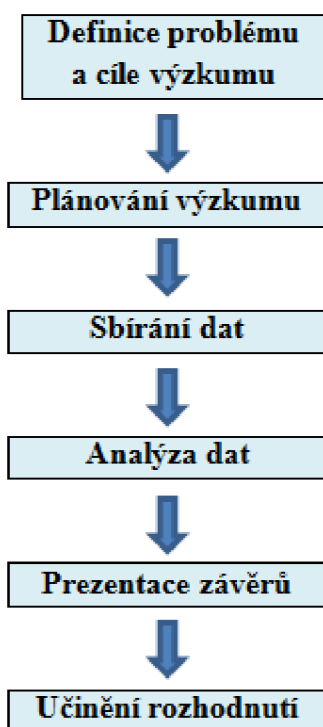 Definice problému
a cíle výzkumu
Plánování výzkumu
Sbírání dat
Analýza dat
Prezentace závěrů
Učinění rozhodnutí